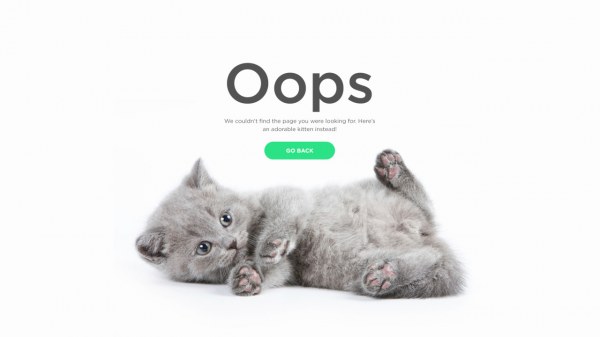 Oops
We couldn't find the page you were looking for. Here's
an adorable kitten instead!
GO BACK